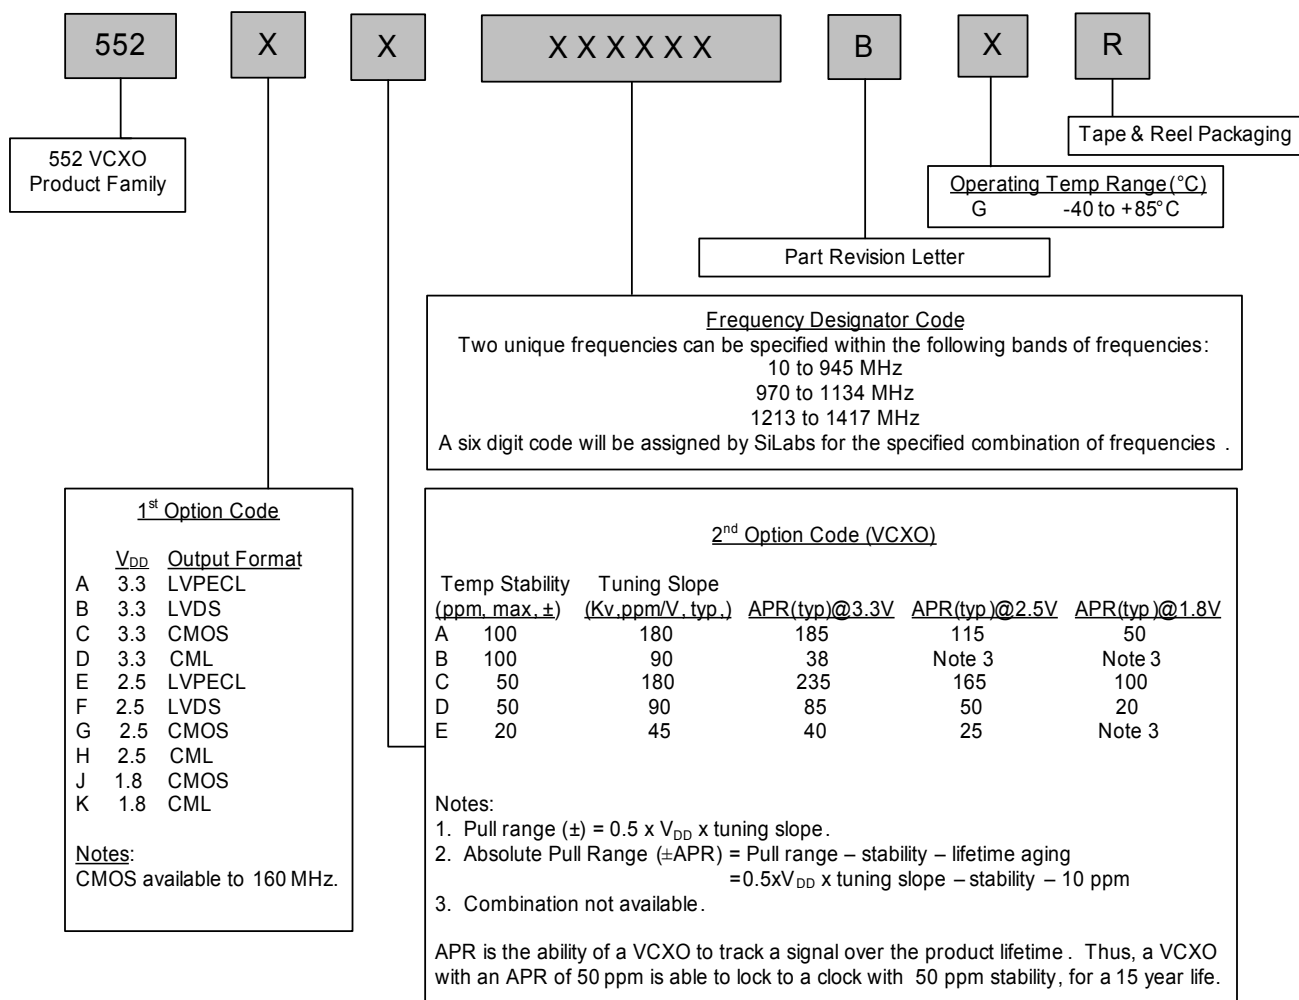 552 X X X X X X X X B X R
552 VCXO
Product Family
Tape & Reel Packaging
Operating Temp Range (°C)
G -40 to +85°C
Part Revision Letter
Frequency Designator Code
Two unique frequencies can be specified within the following bands of frequencies:
10 to 945 MHz
970 to 1134 MHz
1213 to 1417 MHz
A six digit code will be assigned by SiLabs for the specified combination of frequencies .
1st Option Code
VDD Output Format
A 3.3 LVPECL
B 3.3 LVDS
C 3.3 CMOS
D 3.3 CML
E 2.5 LVPECL
F 2.5 LVDS
G 2.5 CMOS
H 2.5 CML
J 1.8 CMOS
K 1.8 CML
Notes:
CMOS available to 160 MHz.
2nd Option Code (VCXO)
Temp Stability Tuning Slope
(ppm, max, ±) (Kv, ppm/V, typ,) APR(typ)@3.3V APR(typ)@2.5V APR(typ)@1.8V
A 100 180 185 115 50
B 100 90 38 Note 3 Note 3
C 50 180 235 165 100
D 50 90 85 50 20
E 20 45 40 25 Note 3
Notes:
1. Pull range (±) = 0.5 x VDD x tuning slope.
2. Absolute Pull Range (±APR) = Pull range – stability – lifetime aging
=0.5xVDD x tuning slope – stability – 10 ppm
3. Combination not available.
APR is the ability of a VCXO to track a signal over the product lifetime . Thus, a VCXO
with an APR of 50 ppm is able to lock to a clock with 50 ppm stability, for a 15 year life.